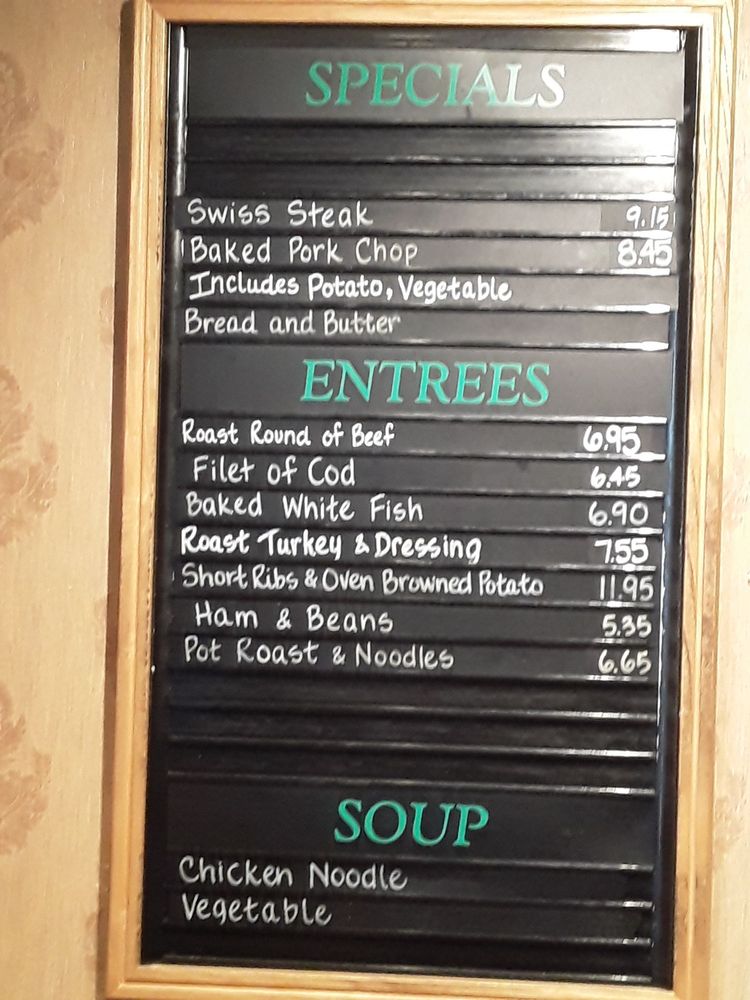 SPECIALS
Swiss Steak 9.15
Baked Pork Chop 8.45
Includes Potato, Vegetable
Bread and Butter
ENTREES
Roast Round of Beef 6.95
Filet of Cod 6.45
Baked White Fish 6.90
Roast Turkey & Dressing 7.55
Short Ribs & Oven Browned Potato 11.95
Ham & Beans 5.35
Pot Roast & Noodles 6.65
SOUP
Chicken Noodle
Vegetable